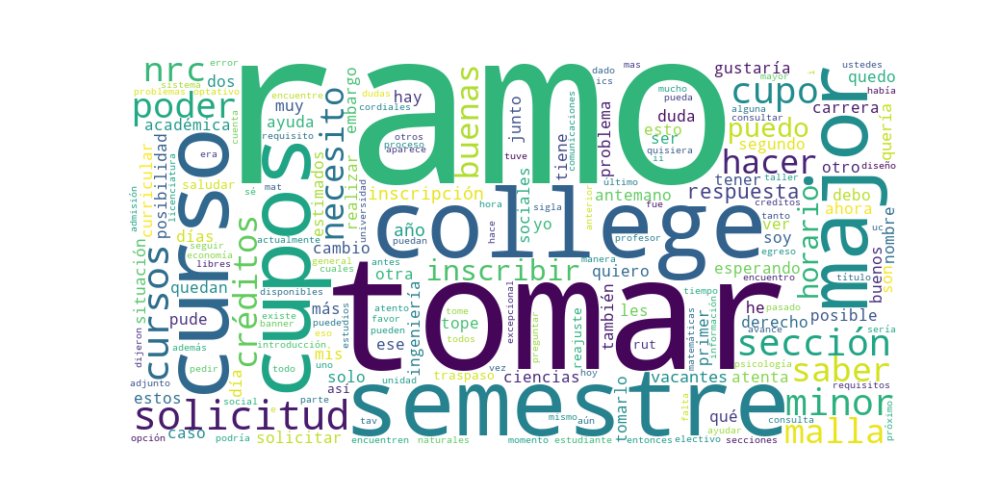 ramo
tomar
college
semestre
curso
cupos
major
cursos
nrc
poder
solicitud
cupo
hacer
sección
minor
malla
saber
puedo
inscribir
necesito
buenas
créditos
horario
respuesta
error
sistema
dos
muy
hay
problemas
optativo
encuentre
dudas
cordiales
proceso
aparece
embargo
junto
problema
dado
mas
ics
mucho
pueda
duda
esto
ser
gustaría
mayor
i
ustedes
había
quedo
alguna
consultar
carrera
quería
segundo
otro
diseño
académica
ayuda
cuenta
requisito
era
licenciatura
admisión
curricular
posibilidad
saludar
sé
mat
estimados
realizar
universidad
otros
tuve
tiene
comunicaciones
quisiera
ii
tener
taller
creditos
debo
ahora
nombre
son
buenos
inscripción
último
sociales
yo
hora
sigla
hace
antemano
fue
anterior
tanto
ver
soy
egreso
días
seguir
economía
libres
actualmente
cambio
año
puedan
profesor
manera
quiero
encuentro
esperando
situación
quedan
general
cuales
antes
otra
también
les
tiempo
título
pasado
posible
uc
disponibles
más
puede
atento
favor
pueden
tome
todos
excepcional
preguntar
he
derecho
avance
sería
pude
existe
banner
estudios
ese
eso
ingeniería
tope
reajuste
rut
primer
matemáticas
información
dijeron
además
día
introducción,
uno
mis
solo
traspaso
unidad
vez
ciencias
hoy
vacantes
psicología
atenta
requisitos
adjunto
pedir
todo
estos
social
e
parte
así
tav
mismo
aún
tomarlo
falta
qué
consulta
próximo
opción
caso
podría
solicitar
encuentren
naturales
momento
estudiante
entonces
electivo
secciones
ayudar